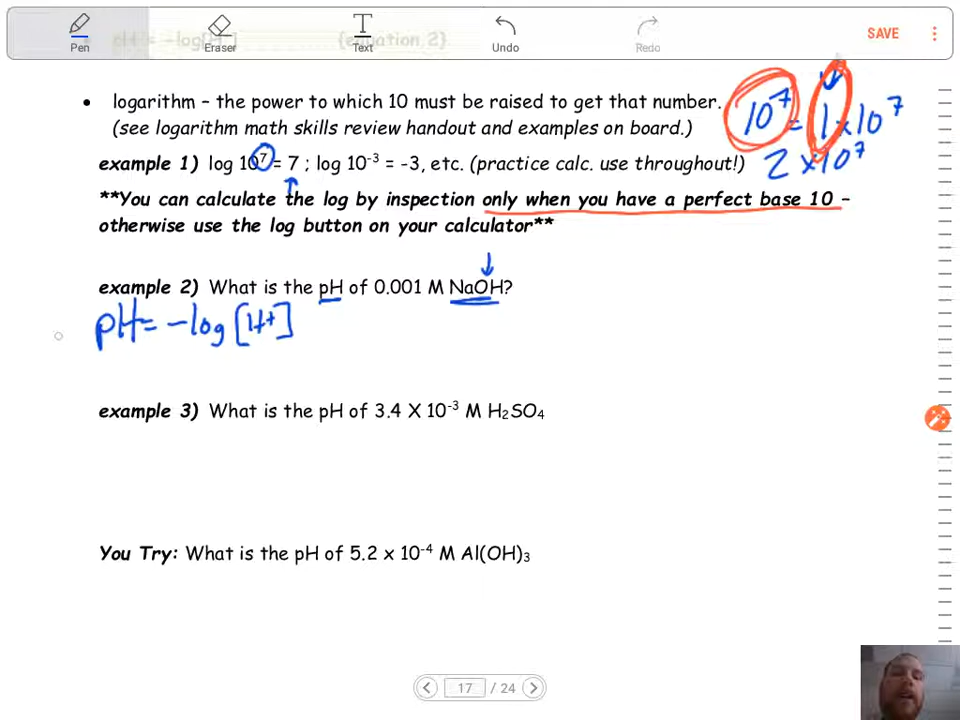 Pen
Eraser
Text
Undo
Redo
SAVE
pH = -log[H⁺] {equation 2}
• logarithm – the power to which 10 must be raised to get that number.
(see logarithm math skills review handout and examples on board.)
10⁷ = 1 x 10⁷
2 x 10⁷
example 1) log 10⁷ = 7 ; log 10⁻³ = -3, etc. (practice calc. use throughout!)
**You can calculate the log by inspection only when you have a perfect base 10 –
otherwise use the log button on your calculator**
example 2) What is the pH of 0.001 M NaOH?
pH = -log [H+]
example 3) What is the pH of 3.4 X 10⁻³ M H₂SO₄
You Try: What is the pH of 5.2 x 10⁻⁴ M Al(OH)₃
17 / 24